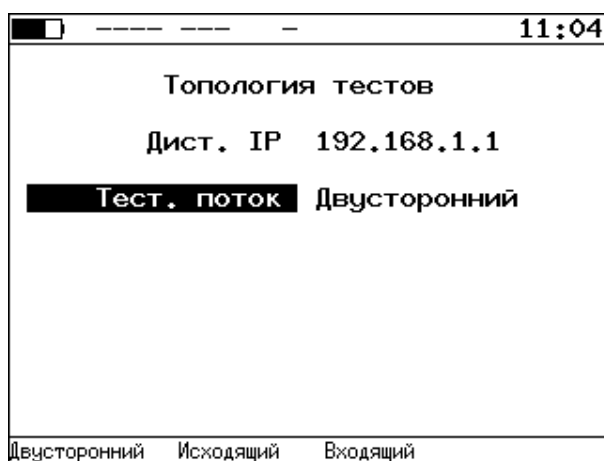 ---- --- - 11:04
Топология тестов
Дист. IP 192.168.1.1
Тест. поток Двусторонний
Двусторонний Исходящий Входящий